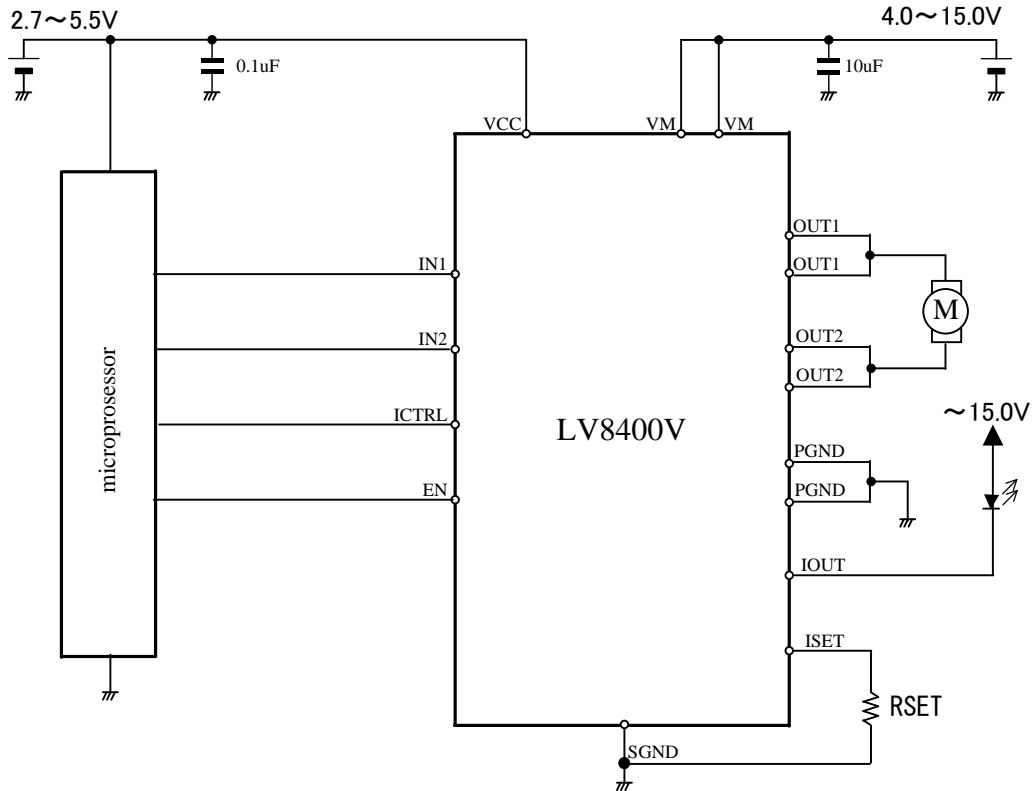 2.7～5.5V
4.0～15.0V
0.1uF
10uF
VCC
VM
VM
OUT1
IN1
OUT1
M
IN2
OUT2
OUT2
microprosessor
ICTRL
～15.0V
LV8400V
PGND
EN
PGND
IOUT
ISET
RSET
SGND